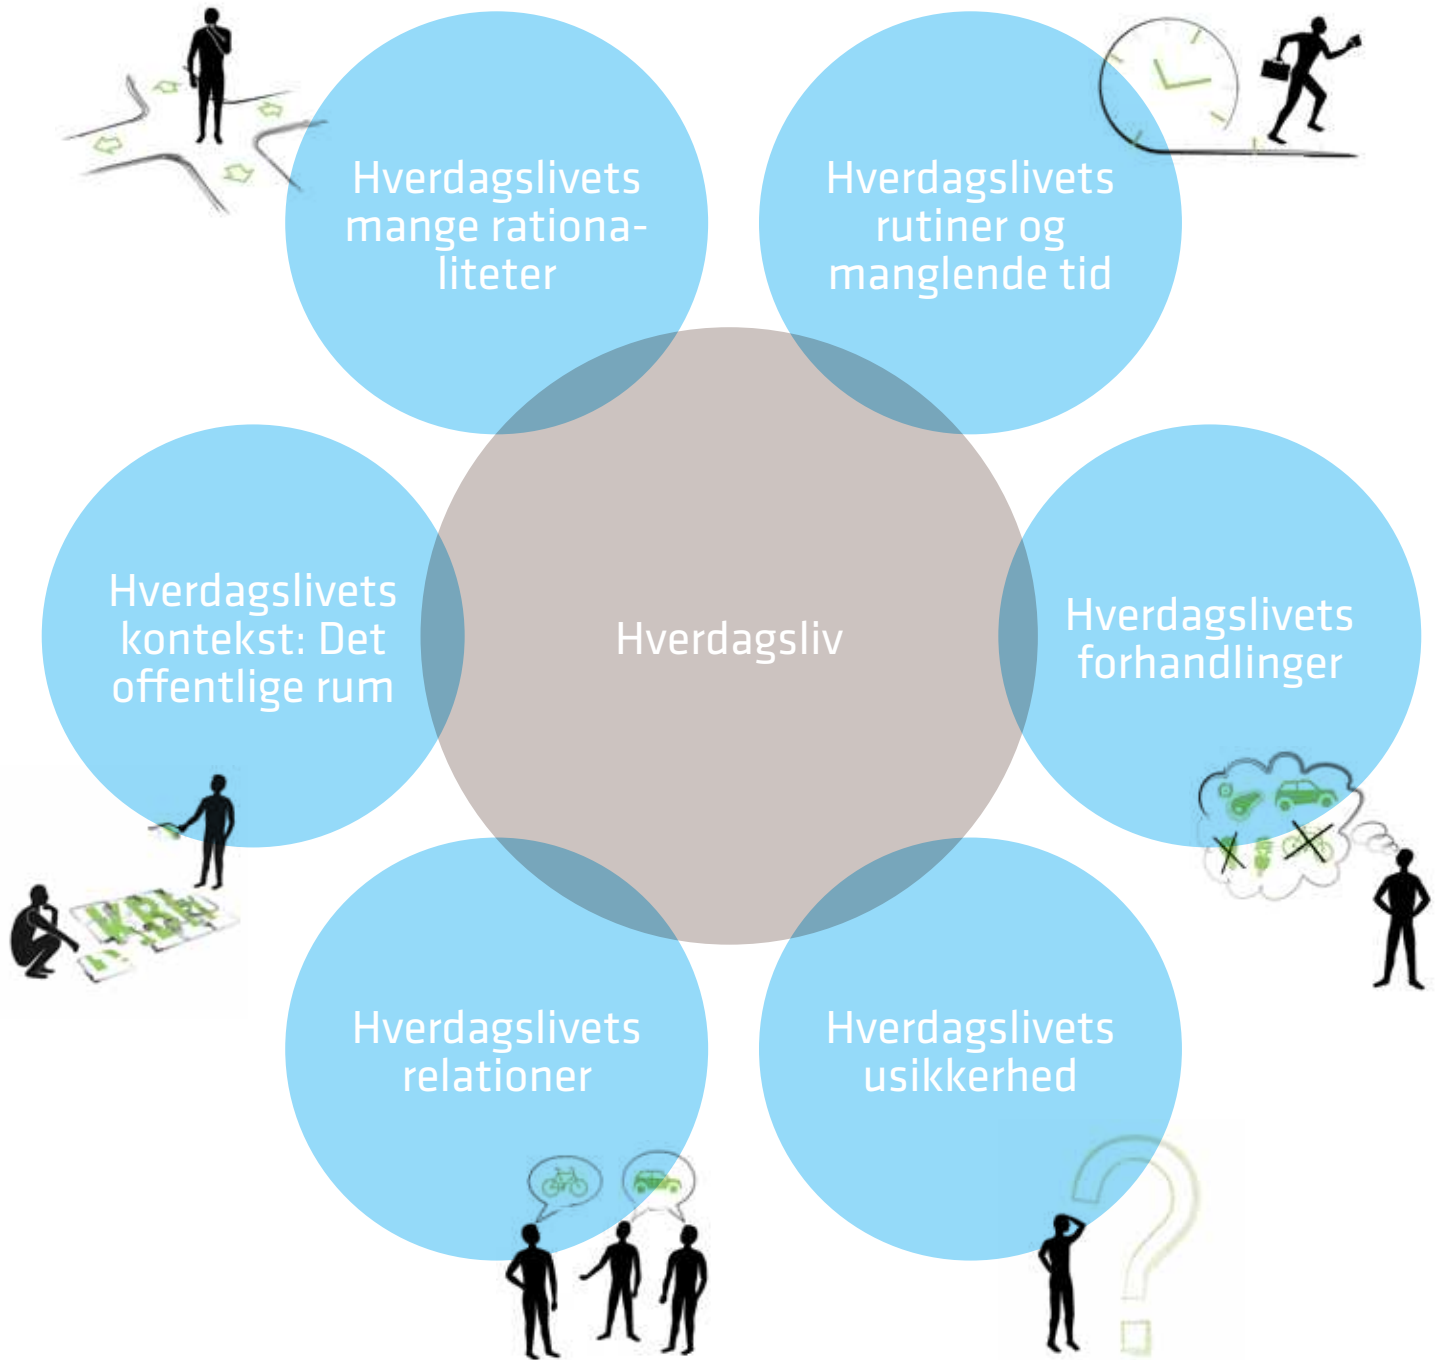 Hverdagslivets
mange rationa-
liteter
Hverdagslivets
rutiner og
manglende tid
Hverdagslivets
kontekst: Det
offentlige rum
Hverdagsliv
Hverdagslivets
forhandlinger
Hverdagslivets
relationer
Hverdagslivets
usikkerhed
?